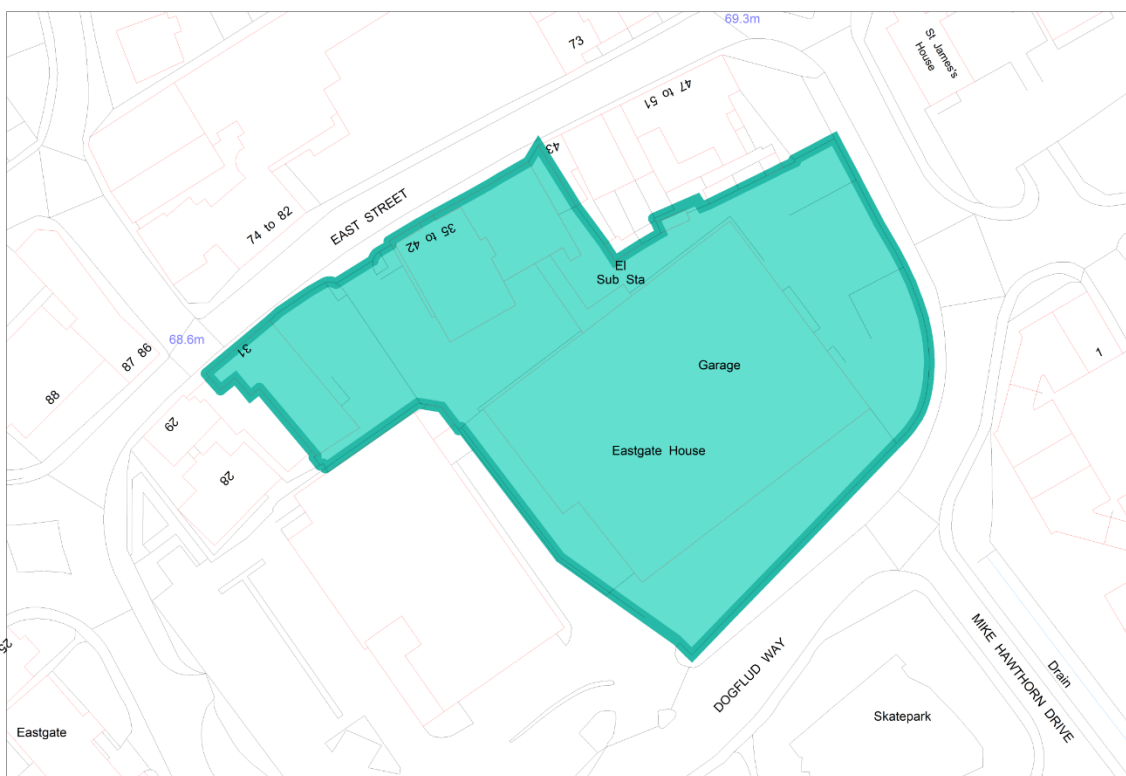 69.3m
St James's
House
73
47 to 51
43
EAST STREET
35 to 42
74 to 82
El
Sub Sta
68.6m
31
87 86
Garage
1
88
29
Eastgate House
28
25
DOGFLUD WAY
MIKE HAWTHORN DRIVE
Drain
Skatepark
Eastgate